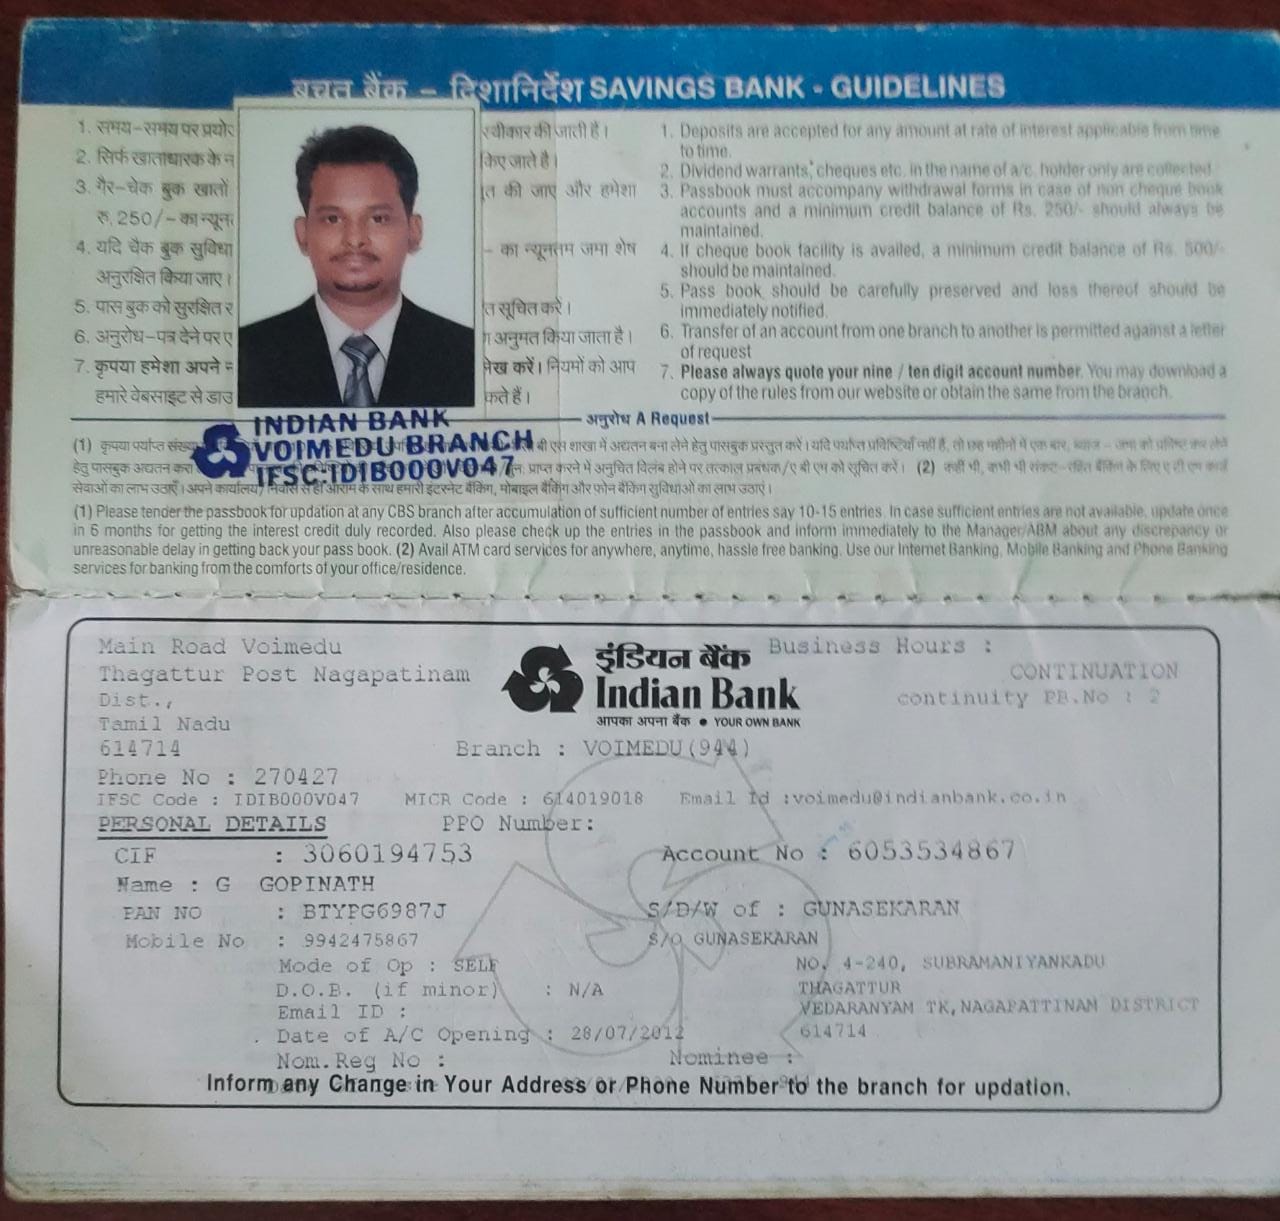 बचत बैंक - दिशानिर्देश SAVINGS BANK - GUIDELINES
1. समय-समय पर प्रयो
स्वीकार की जाती है।
2. सिर्फ खाताधारक के न
किए जाते है।
3. गैर-चेक बुक खातों
त की जाए और हमेशा
रु. 250/- का न्यून
4. यदि चेक बुक सुविधा
- का न्यूनतम जमा शेष
अनुरक्षित किया जाए।
5. पास बुक को सुरक्षित र
त सूचित करें।
6. अनुरोध-पत्र देने पर ए
अनुमत किया जाता है।
7. कृपया हमेशा अपने न
लेख करें। नियमों को आप
हमारे वेबसाइट से डाउ
कते हैं।
1. Deposits are accepted for any amount at rate of interest applicable from time
to time.
2. Dividend warrants, cheques etc. in the name of a/c. holder only are collected.
3. Passbook must accompany withdrawal forms in case of non cheque book
accounts and a minimum credit balance of Rs. 250/- should always be
maintained.
4. If cheque book facility is availed, a minimum credit balance of Rs. 500/-
should be maintained.
5. Pass book should be carefully preserved and loss thereof should be
immediately notified.
6. Transfer of an account from one branch to another is permitted against a letter
of request
7. Please always quote your nine / ten digit account number. You may download a
copy of the rules from our website or obtain the same from the branch.
अनुरोध A Request
INDIAN BANK
VOIMEDU BRANCH
IFSC-IDIB000V047
(1) कृपया पर्याप्त बी एस शाखा में अद्यतन बना लेने हेतु पासबुक प्रस्तुत करें। यदि पर्याप्त प्रविष्टियाँ नहीं है, तो छह महीनों में एक बार,
हेतु पासबुक अद्यतन करा प्राप्त करने में अनुचित विलंब होने पर तत्काल प्रबंधक/ए बी एम को सूचित करें। (2) कहीं भी, कभी भी
सेवाओं का लाभ उठाएँ। अपने कार्यालय/निवास से ही आराम के साथ हमारी इंटरनेट बैंकिंग, मोबाइल बैंकिंग और फोन बैंकिंग सुविधाओं का लाभ उठाएं।
(1) Please tender the passbook for updation at any CBS branch after accumulation of sufficient number of entries say 10-15 entries. In case sufficient entries are not available, update once
in 6 months for getting the interest credit duly recorded. Also please check up the entries in the passbook and inform immediately to the Manager/ABM about any discrepancy or
unreasonable delay in getting back your pass book. (2) Avail ATM card services for anywhere, anytime, hassle free banking. Use our Internet Banking, Mobile Banking and Phone Banking
services for banking from the comforts of your office/residence.
Main Road Voimedu
Thagattur Post Nagapatinam
Dist.,
Tamil Nadu
614714
इंडियन बैंक
Indian Bank
आपका अपना बैंक ● YOUR OWN BANK
Business Hours :
CONTINUATION
continuity PB.No : 2
Branch : VOIMEDU(944)
Phone No : 270427
IFSC Code : IDIB000V047 MICR Code : 614019018 Email Id :voimedu@indianbank.co.in
PERSONAL DETAILS PPO Number:
CIF : 3060194753 Account No : 6053534867
Name : G GOPINATH
PAN NO : BTYPG6987J S/D/W of : GUNASEKARAN
Mobile No : 9942475867 S/O GUNASEKARAN
Mode of Op : SELF NO. 4-240, SUBRAMANIYANKADU
D.O.B. (if minor) : N/A THAGATTUR
Email ID : VEDARANYAM TK,NAGAPATTINAM DISTRICT
. Date of A/C Opening : 28/07/2012 614714
Nom.Reg No : Nominee :
Inform any Change in Your Address or Phone Number to the branch for updation.